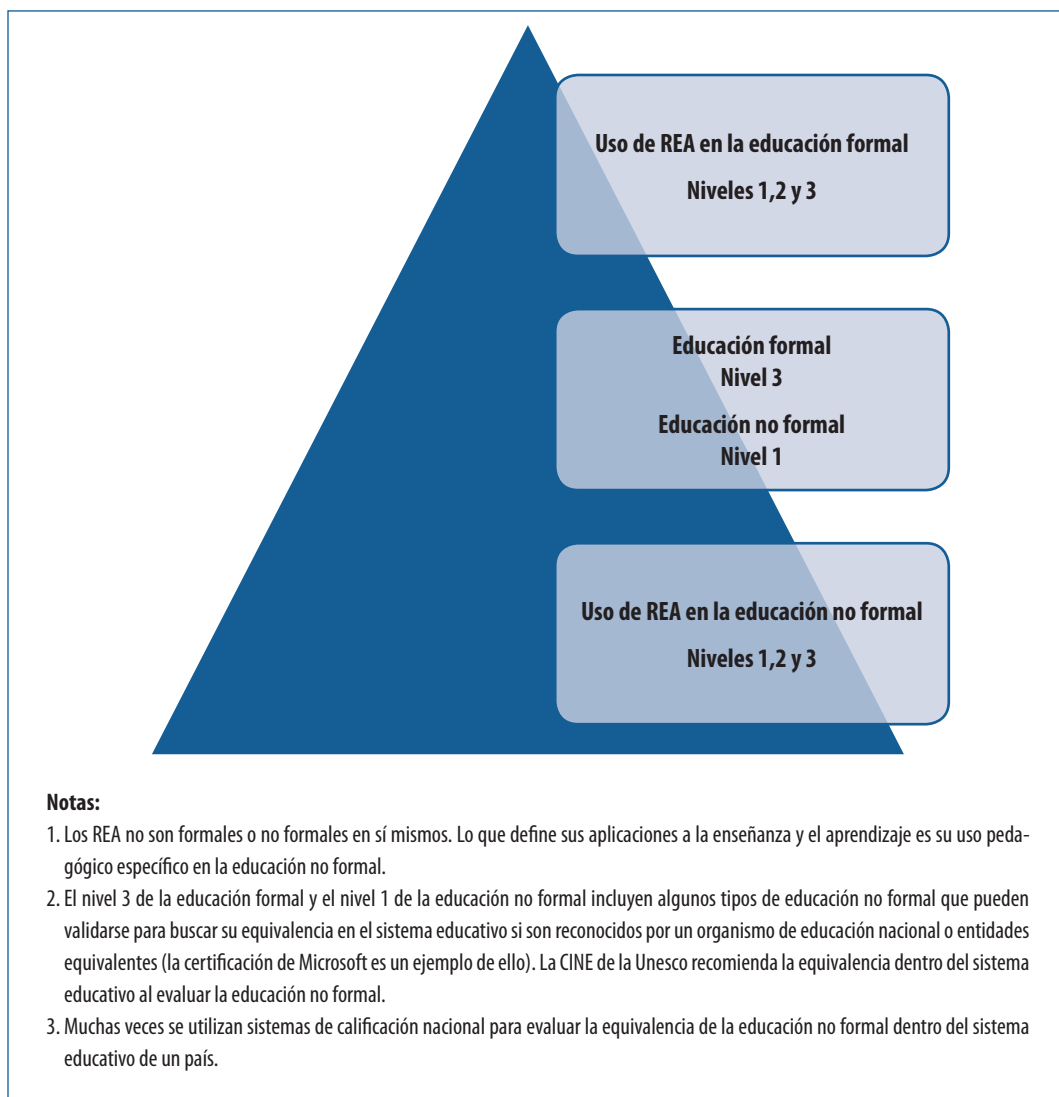 Uso de REA en la educación formal
Niveles 1,2 y 3
Educación formal
Nivel 3
Educación no formal
Nivel 1
Uso de REA en la educación no formal
Niveles 1,2 y 3
Notas:
1. Los REA no son formales o no formales en sí mismos. Lo que define sus aplicaciones a la enseñanza y el aprendizaje es su uso peda-
gógico específico en la educación no formal.
2. El nivel 3 de la educación formal y el nivel 1 de la educación no formal incluyen algunos tipos de educación no formal que pueden
validarse para buscar su equivalencia en el sistema educativo si son reconocidos por un organismo de educación nacional o entidades
equivalentes (la certificación de Microsoft es un ejemplo de ello). La CINE de la Unesco recomienda la equivalencia dentro del sistema
educativo al evaluar la educación no formal.
3. Muchas veces se utilizan sistemas de calificación nacional para evaluar la equivalencia de la educación no formal dentro del sistema
educativo de un país.